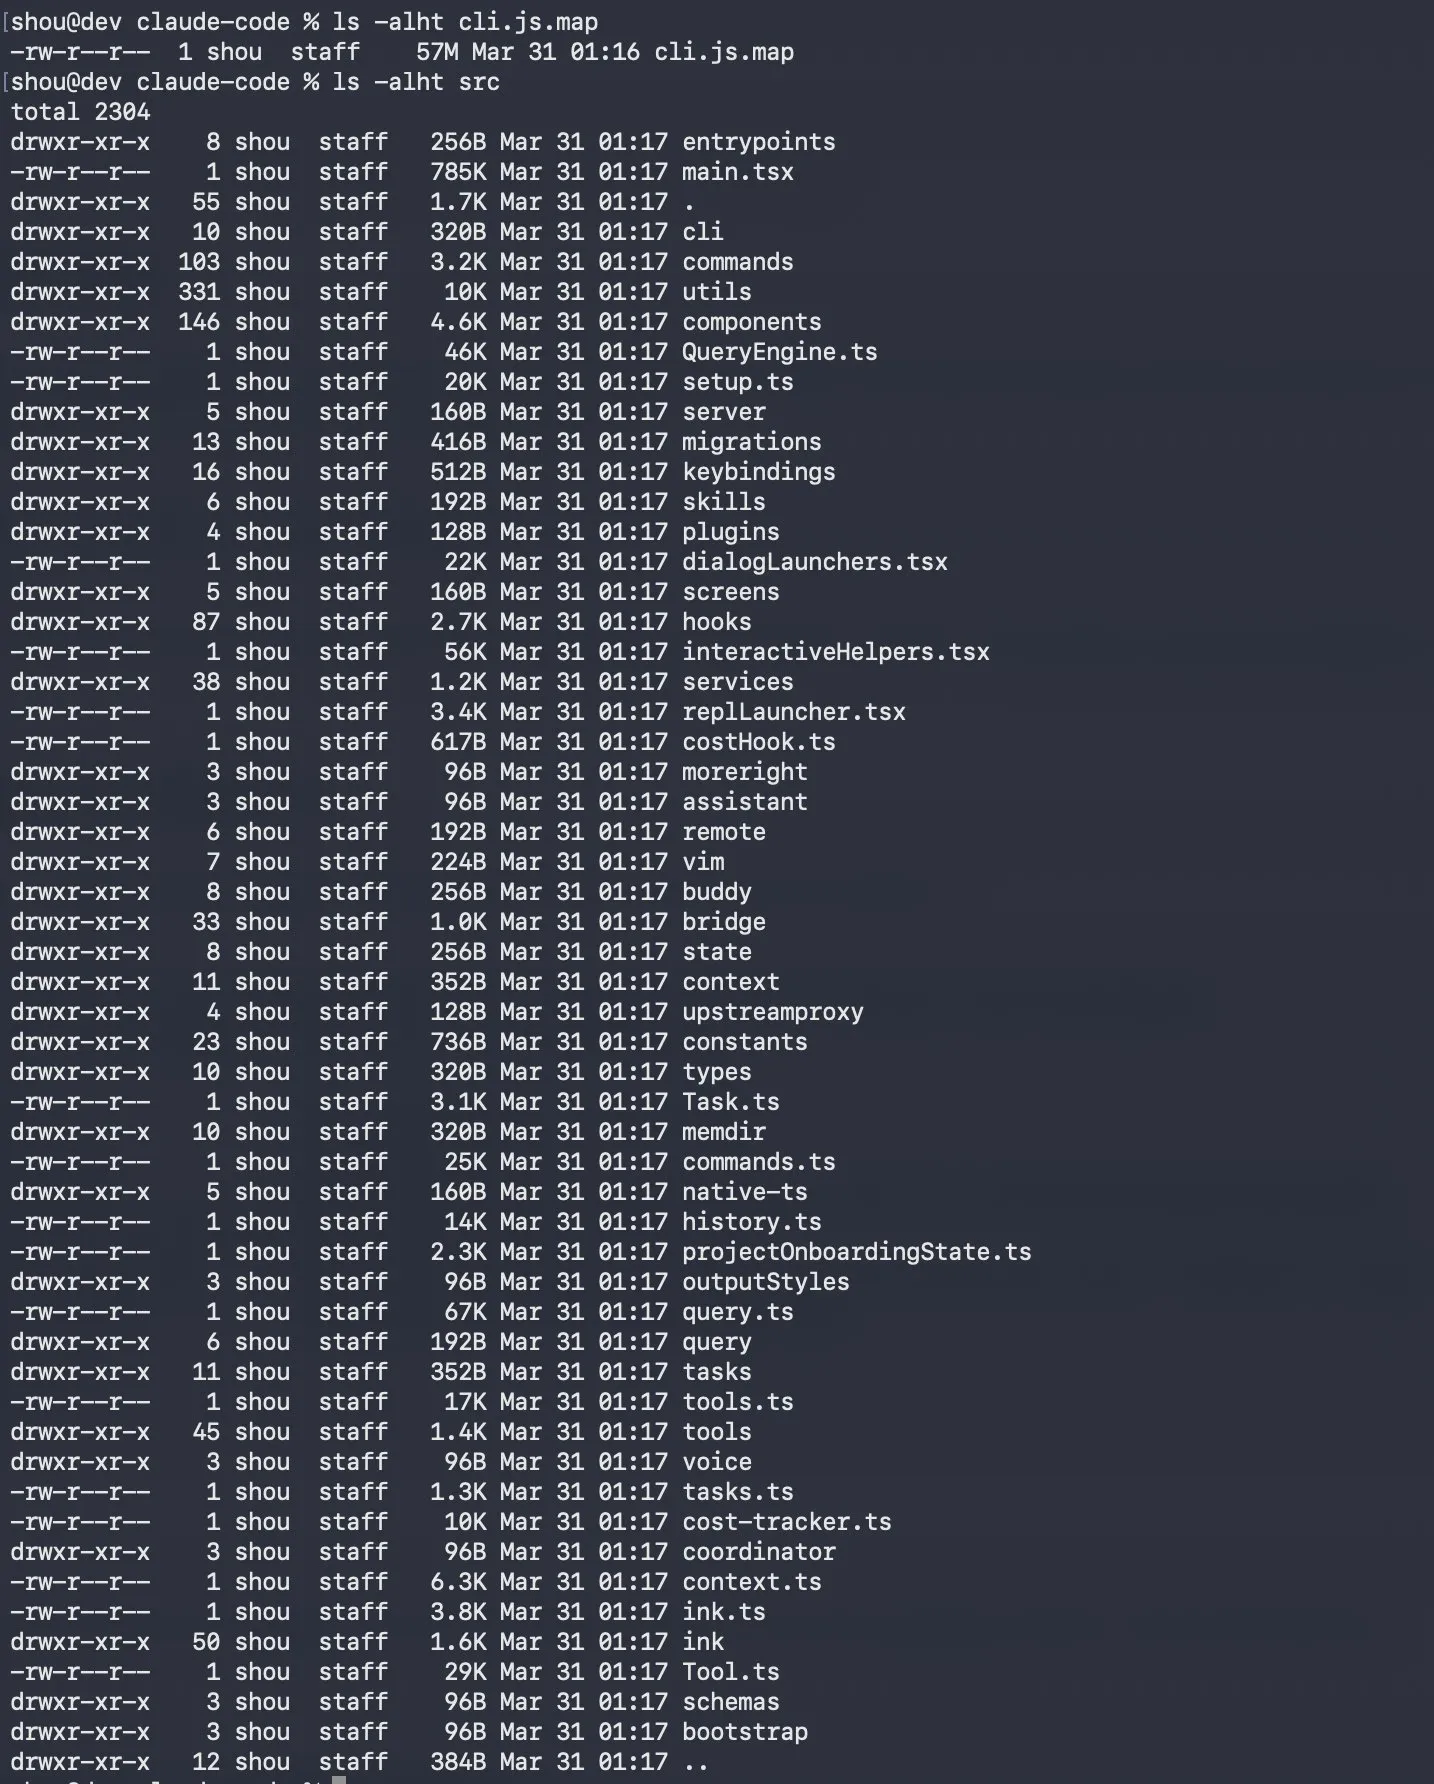 [shou@dev claude-code % ls -alht cli.js.map
-rw-r--r--  1 shou  staff    57M Mar 31 01:16 cli.js.map
[shou@dev claude-code % ls -alht src
total 2304
drwxr-xr-x    8 shou  staff   256B Mar 31 01:17 entrypoints
-rw-r--r--    1 shou  staff   785K Mar 31 01:17 main.tsx
drwxr-xr-x   55 shou  staff   1.7K Mar 31 01:17 .
drwxr-xr-x   10 shou  staff   320B Mar 31 01:17 cli
drwxr-xr-x  103 shou  staff   3.2K Mar 31 01:17 commands
drwxr-xr-x  331 shou  staff    10K Mar 31 01:17 utils
drwxr-xr-x  146 shou  staff   4.6K Mar 31 01:17 components
-rw-r--r--    1 shou  staff    46K Mar 31 01:17 QueryEngine.ts
-rw-r--r--    1 shou  staff    20K Mar 31 01:17 setup.ts
drwxr-xr-x    5 shou  staff   160B Mar 31 01:17 server
drwxr-xr-x   13 shou  staff   416B Mar 31 01:17 migrations
drwxr-xr-x   16 shou  staff   512B Mar 31 01:17 keybindings
drwxr-xr-x    6 shou  staff   192B Mar 31 01:17 skills
drwxr-xr-x    4 shou  staff   128B Mar 31 01:17 plugins
-rw-r--r--    1 shou  staff    22K Mar 31 01:17 dialogLaunchers.tsx
drwxr-xr-x    5 shou  staff   160B Mar 31 01:17 screens
drwxr-xr-x   87 shou  staff   2.7K Mar 31 01:17 hooks
-rw-r--r--    1 shou  staff    56K Mar 31 01:17 interactiveHelpers.tsx
drwxr-xr-x   38 shou  staff   1.2K Mar 31 01:17 services
-rw-r--r--    1 shou  staff   3.4K Mar 31 01:17 replLauncher.tsx
-rw-r--r--    1 shou  staff   617B Mar 31 01:17 costHook.ts
drwxr-xr-x    3 shou  staff    96B Mar 31 01:17 moreright
drwxr-xr-x    3 shou  staff    96B Mar 31 01:17 assistant
drwxr-xr-x    6 shou  staff   192B Mar 31 01:17 remote
drwxr-xr-x    7 shou  staff   224B Mar 31 01:17 vim
drwxr-xr-x    8 shou  staff   256B Mar 31 01:17 buddy
drwxr-xr-x   33 shou  staff   1.0K Mar 31 01:17 bridge
drwxr-xr-x    8 shou  staff   256B Mar 31 01:17 state
drwxr-xr-x   11 shou  staff   352B Mar 31 01:17 context
drwxr-xr-x    4 shou  staff   128B Mar 31 01:17 upstreamproxy
drwxr-xr-x   23 shou  staff   736B Mar 31 01:17 constants
drwxr-xr-x   10 shou  staff   320B Mar 31 01:17 types
-rw-r--r--    1 shou  staff   3.1K Mar 31 01:17 Task.ts
drwxr-xr-x   10 shou  staff   320B Mar 31 01:17 memdir
-rw-r--r--    1 shou  staff    25K Mar 31 01:17 commands.ts
drwxr-xr-x    5 shou  staff   160B Mar 31 01:17 native-ts
-rw-r--r--    1 shou  staff    14K Mar 31 01:17 history.ts
-rw-r--r--    1 shou  staff   2.3K Mar 31 01:17 projectOnboardingState.ts
drwxr-xr-x    3 shou  staff    96B Mar 31 01:17 outputStyles
-rw-r--r--    1 shou  staff    67K Mar 31 01:17 query.ts
drwxr-xr-x    6 shou  staff   192B Mar 31 01:17 query
drwxr-xr-x   11 shou  staff   352B Mar 31 01:17 tasks
-rw-r--r--    1 shou  staff    17K Mar 31 01:17 tools.ts
drwxr-xr-x   45 shou  staff   1.4K Mar 31 01:17 tools
drwxr-xr-x    3 shou  staff    96B Mar 31 01:17 voice
-rw-r--r--    1 shou  staff   1.3K Mar 31 01:17 tasks.ts
-rw-r--r--    1 shou  staff    10K Mar 31 01:17 cost-tracker.ts
drwxr-xr-x    3 shou  staff    96B Mar 31 01:17 coordinator
-rw-r--r--    1 shou  staff   6.3K Mar 31 01:17 context.ts
-rw-r--r--    1 shou  staff   3.8K Mar 31 01:17 ink.ts
drwxr-xr-x   50 shou  staff   1.6K Mar 31 01:17 ink
-rw-r--r--    1 shou  staff    29K Mar 31 01:17 Tool.ts
drwxr-xr-x    3 shou  staff    96B Mar 31 01:17 schemas
drwxr-xr-x    3 shou  staff    96B Mar 31 01:17 bootstrap
drwxr-xr-x   12 shou  staff   384B Mar 31 01:17 ..